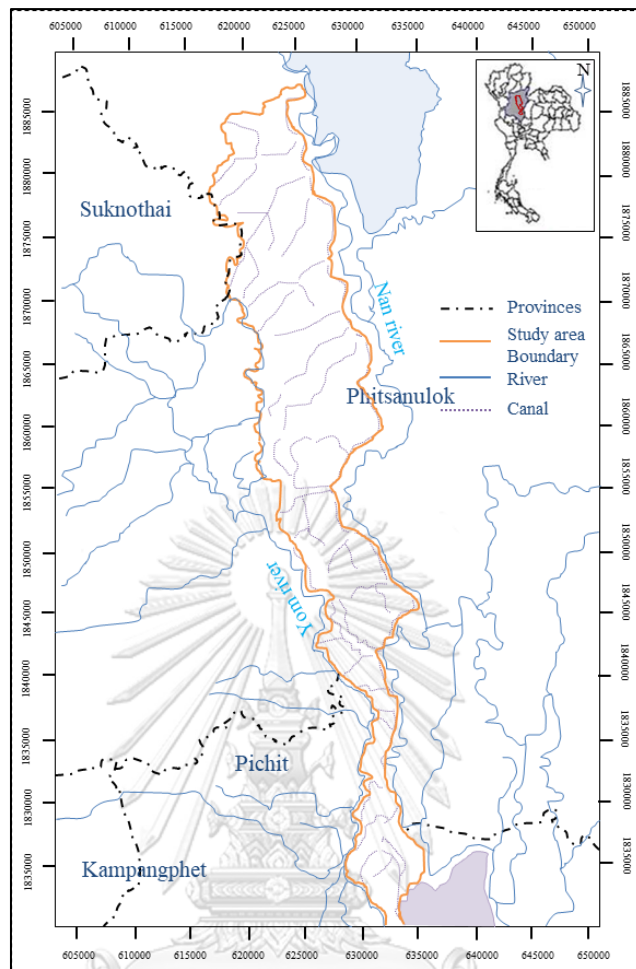 605000 610000 615000 620000 625000 630000 635000 640000 645000 650000
N
1885000
1880000
1875000
1870000
1865000
1860000
1855000
1850000
1845000
1840000
1835000
1830000
1835000
Suknothai
Nan river
Provinces
Study area
Boundary
River
Canal
Phitsanulok
Yom river
Pichit
Kampangphet
1885000
1880000
1875000
1870000
1865000
1860000
1855000
1850000
1845000
1840000
1835000
1830000
1835000
605000 610000 615000 620000 625000 630000 635000 640000 645000 650000